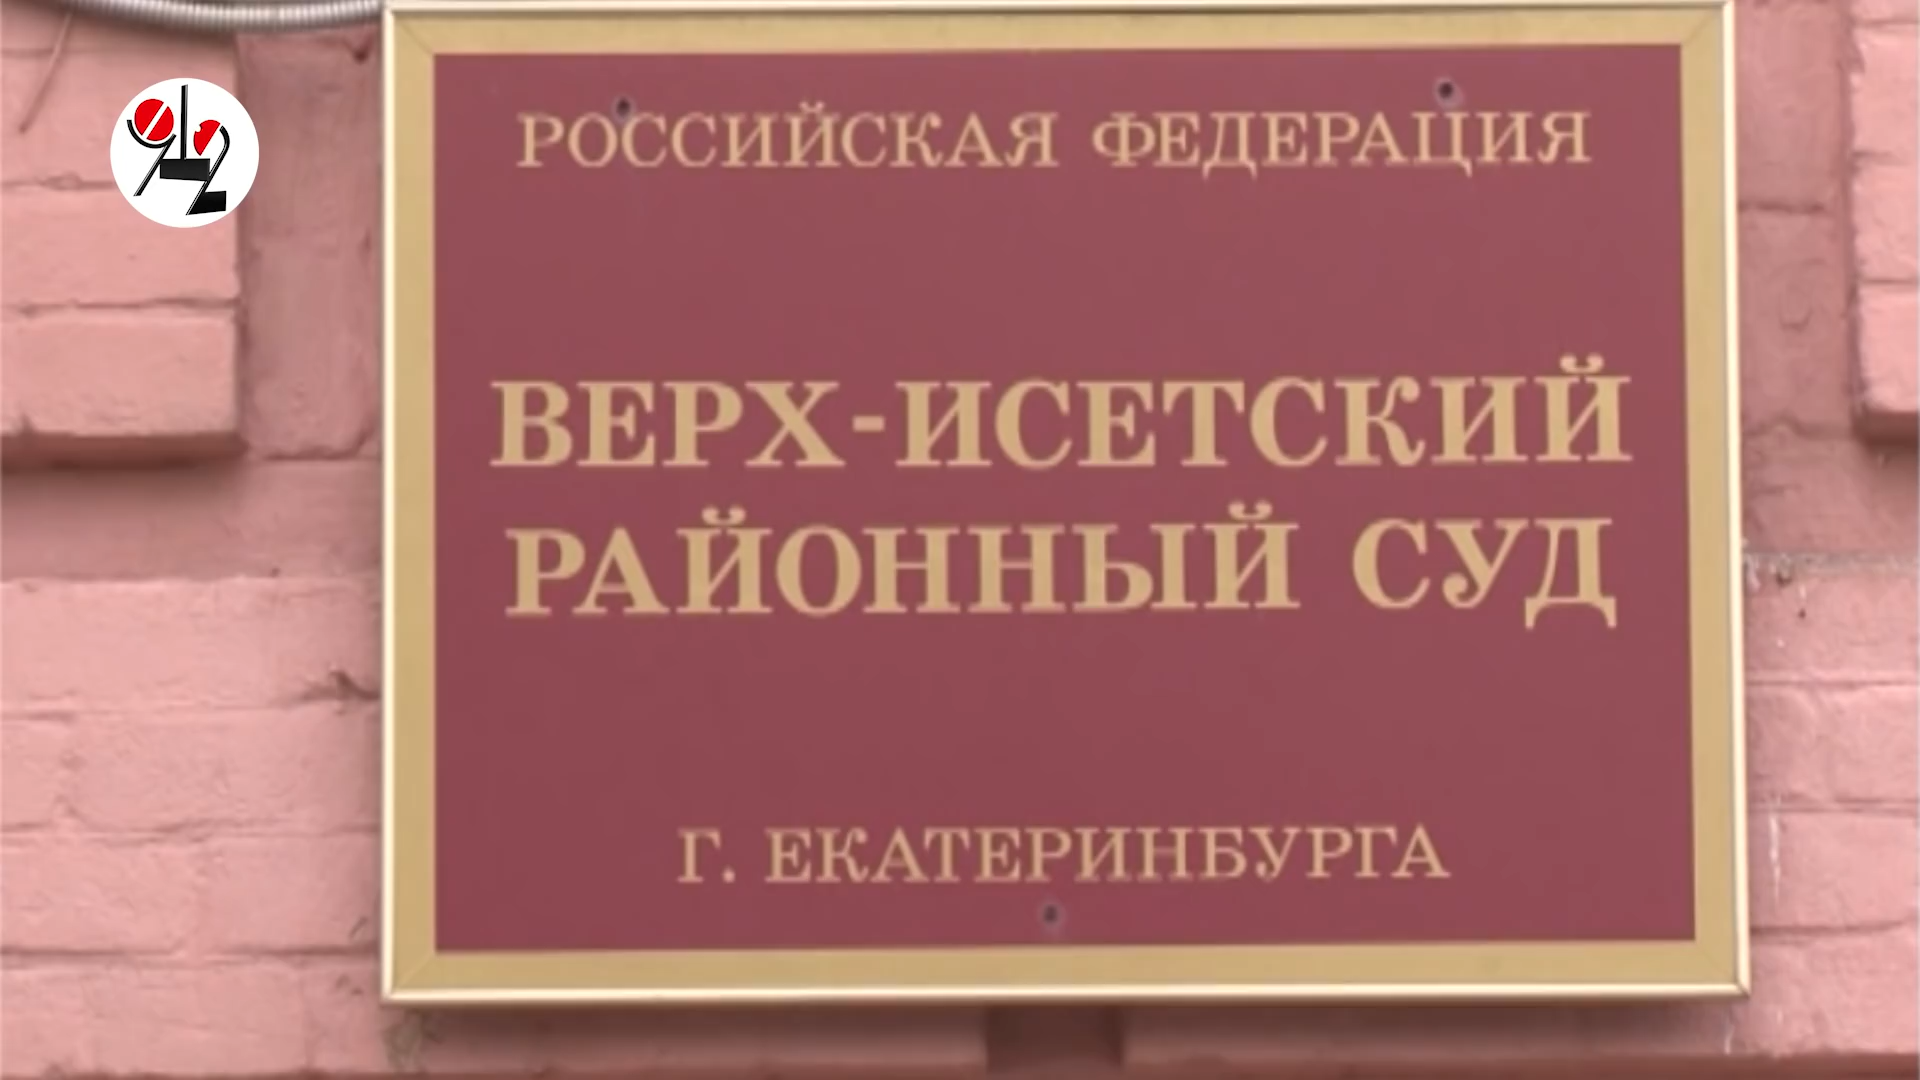 РОССИЙСКАЯ ФЕДЕРАЦИЯ
ВЕРХ-ИСЕТСКИЙ
РАЙОННЫЙ СУД
Г. ЕКАТЕРИНБУРГА